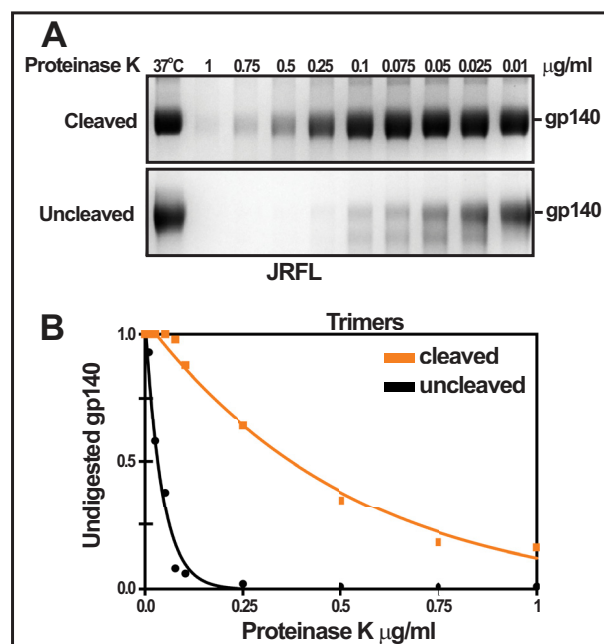 A
Proteinase K 37°C 1 0.75 0.5 0.25 0.1 0.075 0.05 0.025 0.01 μg/ml
Cleaved gp140
Uncleaved gp140
JRFL
B Trimers
1.0
cleaved
uncleaved
Undigested gp140
0.5
0.0
0.0 0.25 0.5 0.75 1
Proteinase K μg/ml